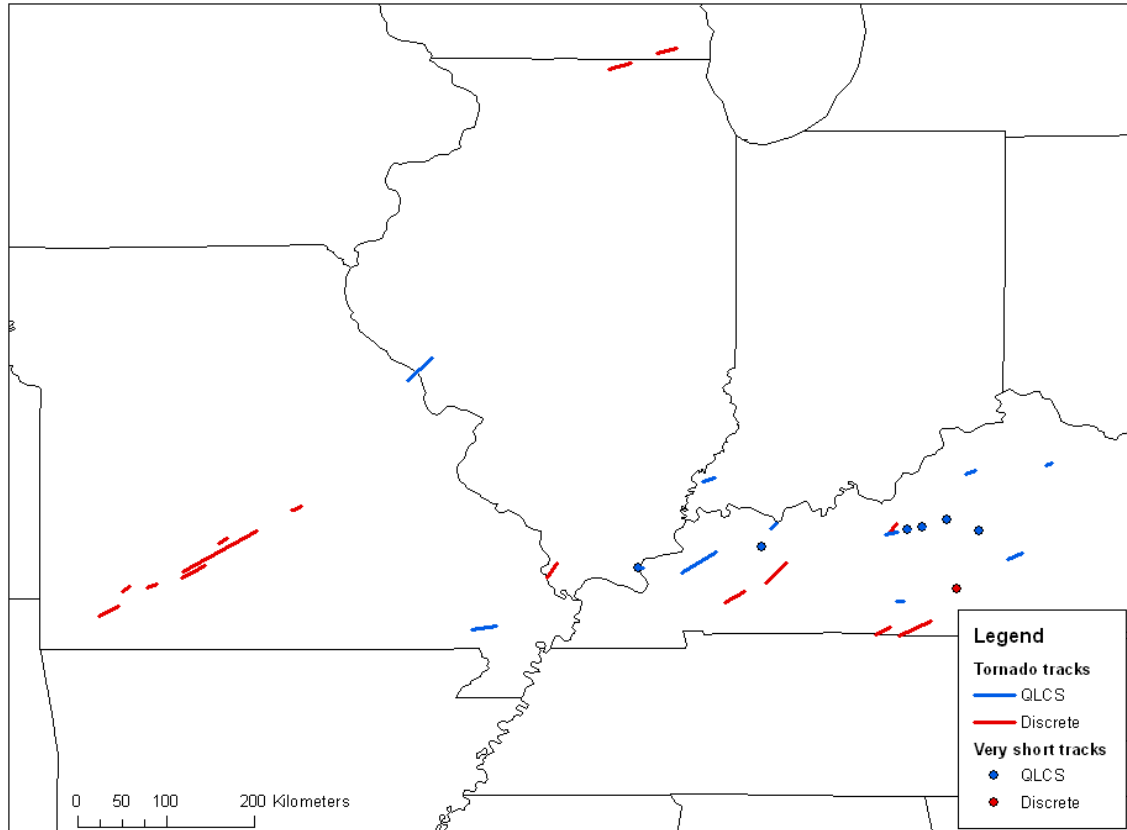 Legend
Tornado tracks
QLCS
Discrete
Very short tracks
QLCS
Discrete
0 50 100 200 Kilometers